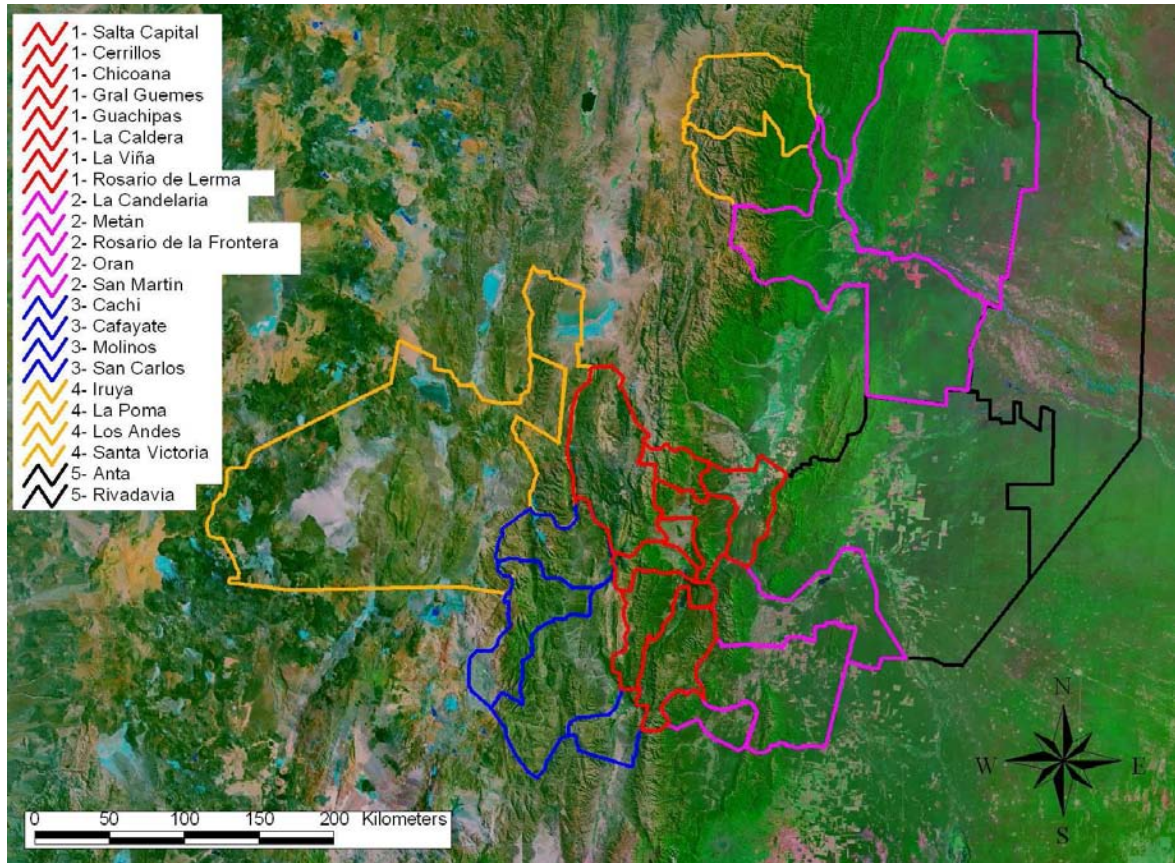 1- Salta Capital
1- Cerrillos
1- Chicoana
1- Gral Guemes
1- Guachipas
1- La Caldera
1- La Viña
1- Rosario de Lerma
2- La Candelaria
2- Metán
2- Rosario de la Frontera
2- Oran
2- San Martin
3- Cachi
3- Cafayate
3- Molinos
3- San Carlos
4- Iruya
4- La Poma
4- Los Andes
4- Santa Victoria
5- Anta
5- Rivadavia
N
W E
S
0 50 100 150 200 Kilometers